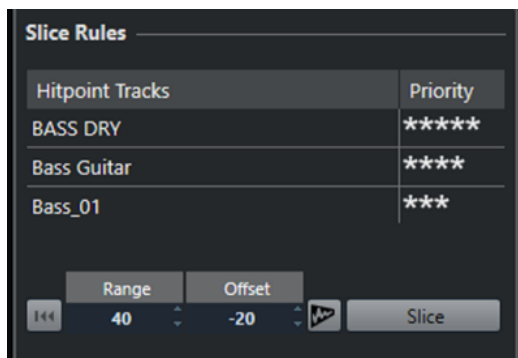 Slice Rules
Hitpoint Tracks Priority
BASS DRY *****
Bass Guitar ****
Bass_01 ***
Range Offset
40 -20 Slice